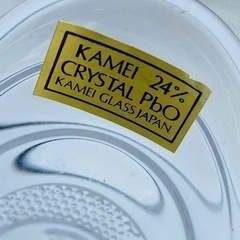 KAMEI 24%
CRYSTAL PbO
KAMEI GLASS JAPAN